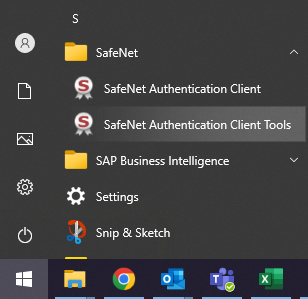 S
SafeNet
SafeNet Authentication Client
SafeNet Authentication Client Tools
SAP Business Intelligence
Settings
Snip & Sketch